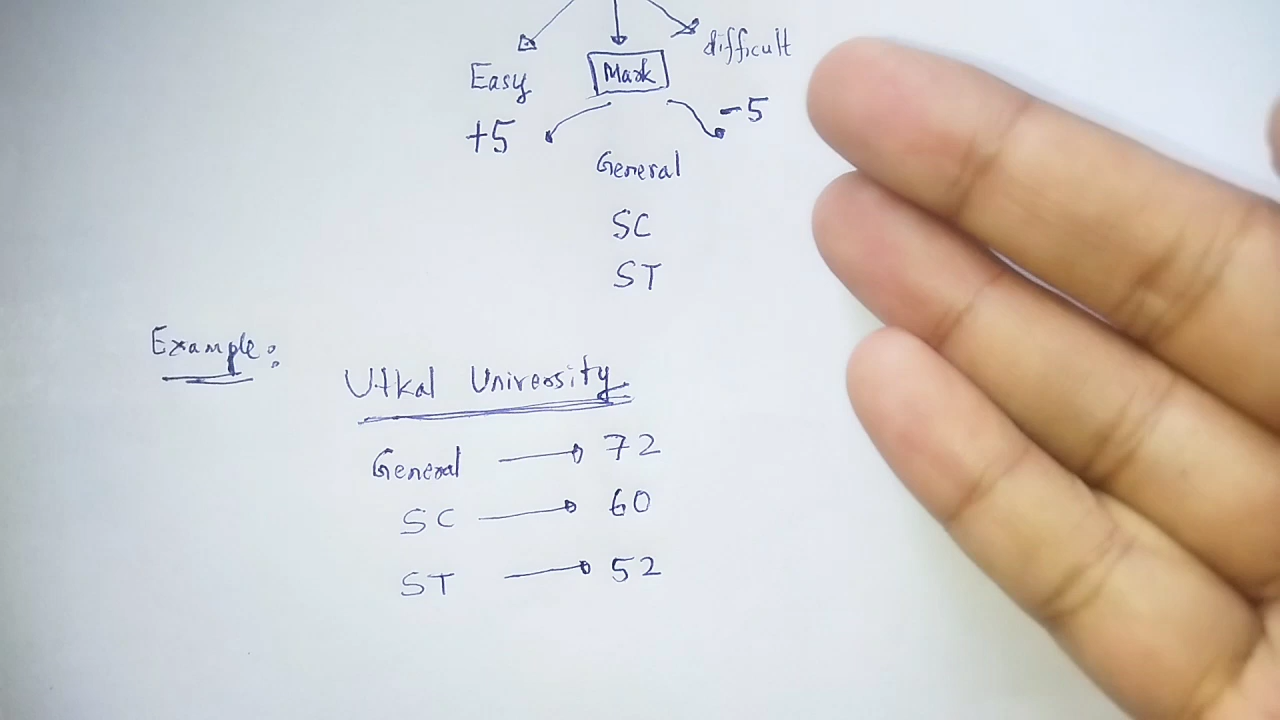 difficult
Easy
Mark
+5
-5
General
SC
ST
Example:
Utkal University
General → 72
SC → 60
ST → 52